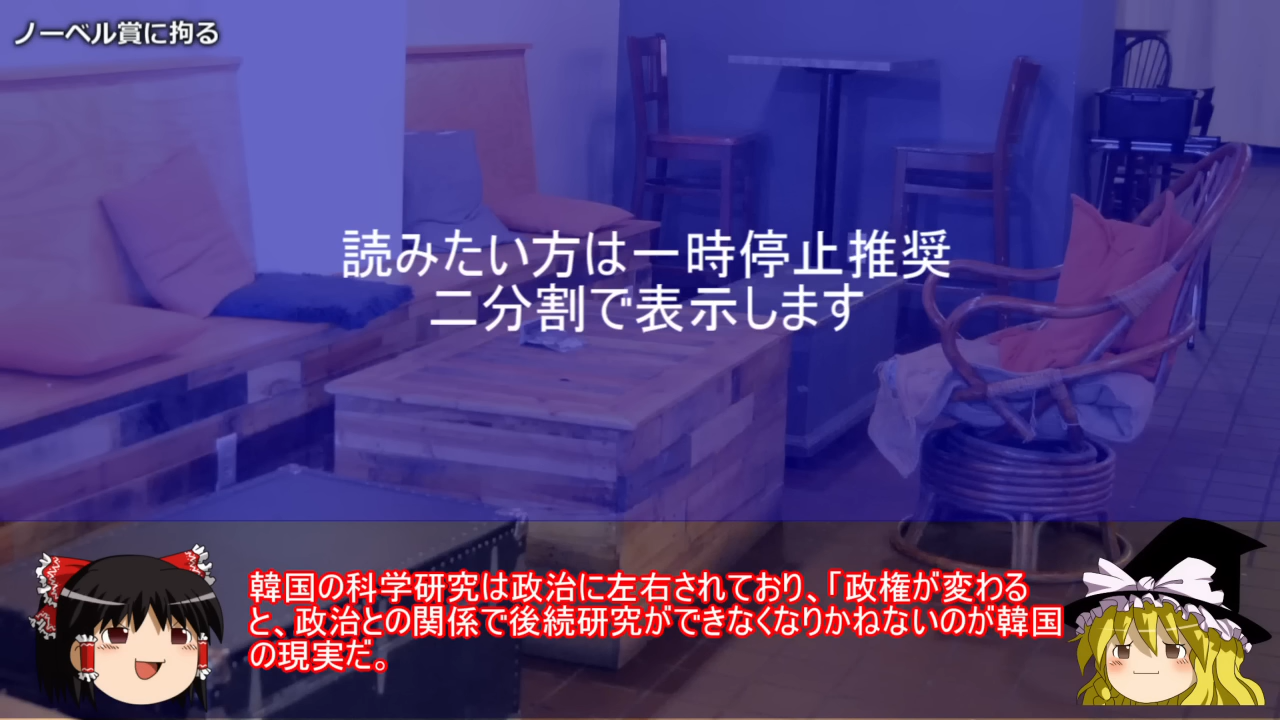 ノーベル賞に拘る
読みたい方は一時停止推奨
二分割で表示します
韓国の科学研究は政治に左右されており、「政権が変わる
と、政治との関係で後続研究ができなくなりかねないのが韓国
の現実だ。